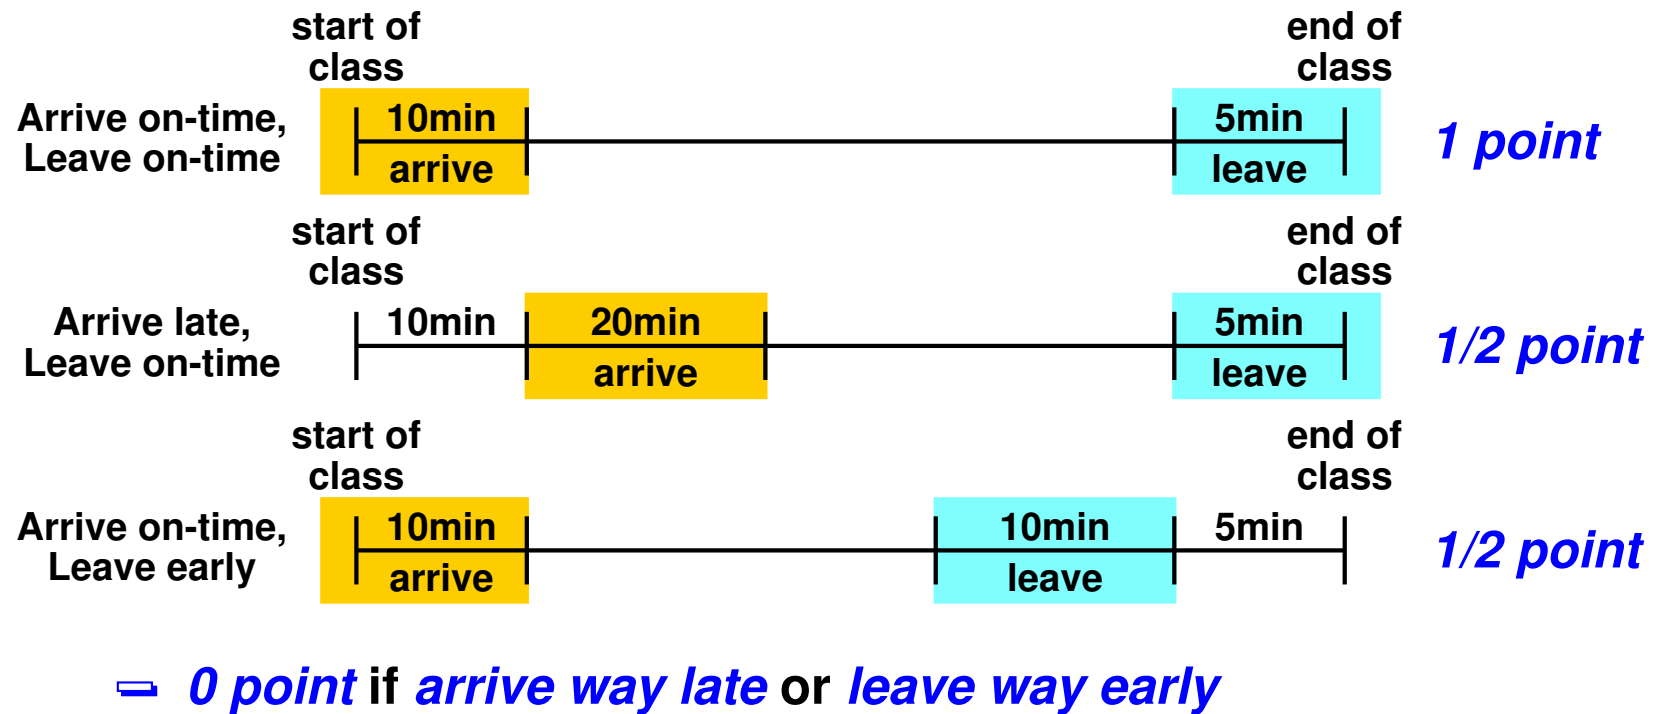 start of
class
end of
class
Arrive on-time,
Leave on-time
10min
arrive
5min
leave
1 point
start of
class
end of
class
Arrive late,
Leave on-time
10min
20min
arrive
5min
leave
1/2 point
start of
class
end of
class
Arrive on-time,
Leave early
10min
arrive
10min
leave
5min
1/2 point
0 point if arrive way late or leave way early